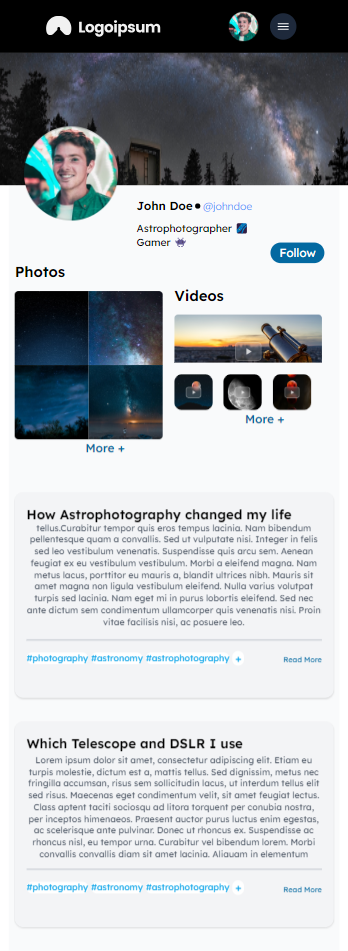 Logoipsum
John Doe • @johndoe
Astrophotographer
Gamer
Follow
Photos
Videos
More +
More +
How Astrophotography changed my life
tellus.Curabitur tempor quis eros tempus lacinia. Nam bibendum
pellentesque quam a convallis. Sed ut vulputate nisi. Integer in felis
sed leo vestibulum venenatis. Suspendisse quis arcu sem. Aenean
feugiat ex eu vestibulum vestibulum. Morbi a eleifend magna. Nam
metus lacus, porttitor eu mauris a, blandit ultrices nibh. Mauris sit
amet magna non ligula vestibulum eleifend. Nulla varius volutpat
turpis sed lacinia. Nam eget mi in purus lobortis eleifend. Sed nec
ante dictum sem condimentum ullamcorper quis venenatis nisi. Proin
vitae facilisis nisi, ac posuere leo.
#photography #astronomy #astrophotography +
Read More
Which Telescope and DSLR I use
Lorem ipsum dolor sit amet, consectetur adipiscing elit. Etiam eu
turpis molestie, dictum est a, mattis tellus. Sed dignissim, metus nec
fringilla accumsan, risus sem sollicitudin lacus, ut interdum tellus elit
sed risus. Maecenas eget condimentum velit, sit amet feugiat lectus.
Class aptent taciti sociosqu ad litora torquent per conubia nostra,
per inceptos himenaeos. Praesent auctor purus luctus enim egestas,
ac scelerisque ante pulvinar. Donec ut rhoncus ex. Suspendisse ac
rhoncus nisl, eu tempor urna. Curabitur vel bibendum lorem. Morbi
convallis convallis diam sit amet lacinia. Aliquam in elementum
#photography #astronomy #astrophotography +
Read More